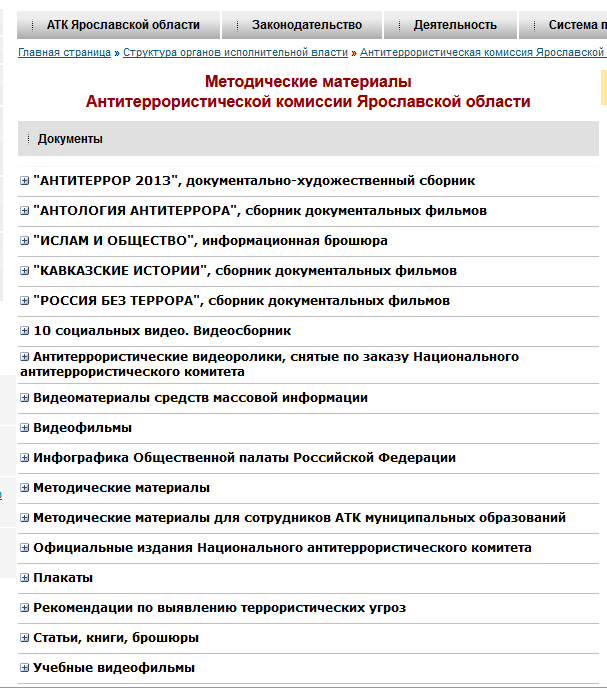 АТК Ярославской области Законодательство Деятельность Система
Главная страница » Структура органов исполнительной власти » Антитеррористическая комиссия Ярославской
Методические материалы
Антитеррористической комиссии Ярославской области
Документы
"АНТИТЕРРОР 2013", документально-художественный сборник
"АНТОЛОГИЯ АНТИТЕРРОРА", сборник документальных фильмов
"ИСЛАМ И ОБЩЕСТВО", информационная брошюра
"КАВКАЗСКИЕ ИСТОРИИ", сборник документальных фильмов
"РОССИЯ БЕЗ ТЕРРОРА", сборник документальных фильмов
10 социальных видео. Видеосборник
Антитеррористические видеоролики, снятые по заказу Национального
антитеррористического комитета
Видеоматериалы средств массовой информации
Видеофильмы
Инфографика Общественной палаты Российской Федерации
Методические материалы
Методические материалы для сотрудников АТК муниципальных образований
Официальные издания Национального антитеррористического комитета
Плакаты
Рекомендации по выявлению террористических угроз
Статьи, книги, брошюры
Учебные видеофильмы